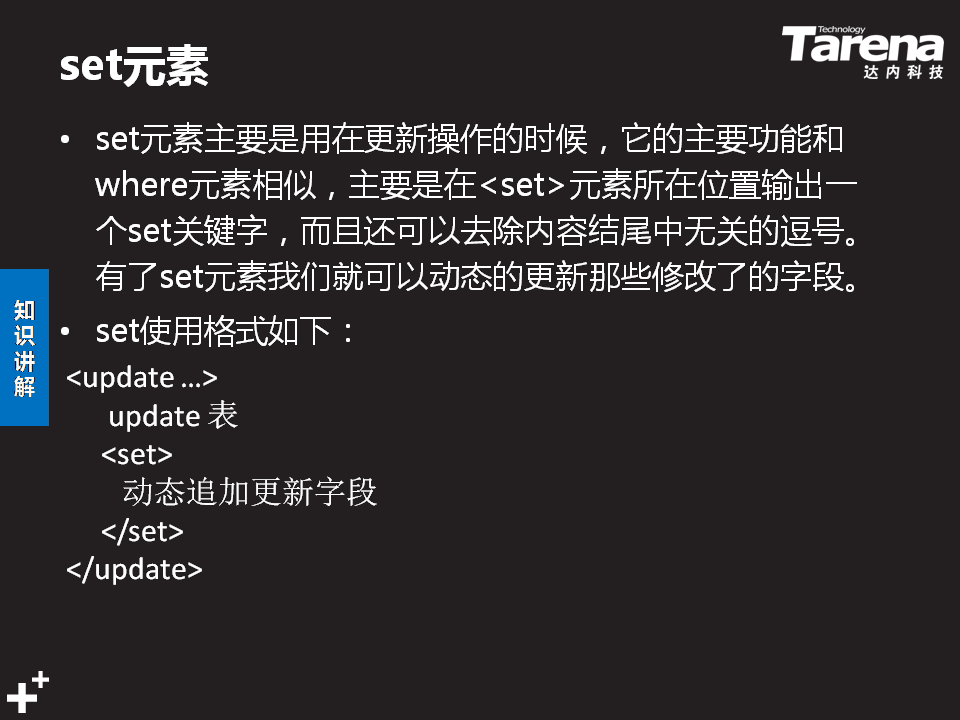 set元素
Technology
Tarena
达内科技
• set元素主要是用在更新操作的时候，它的主要功能和
where元素相似，主要是在<set>元素所在位置输出一
个set关键字，而且还可以去除内容结尾中无关的逗号。
有了set元素我们就可以动态的更新那些修改了的字段。
知识讲解
• set使用格式如下：
<update ...>
update 表
<set>
动态追加更新字段
</set>
</update>